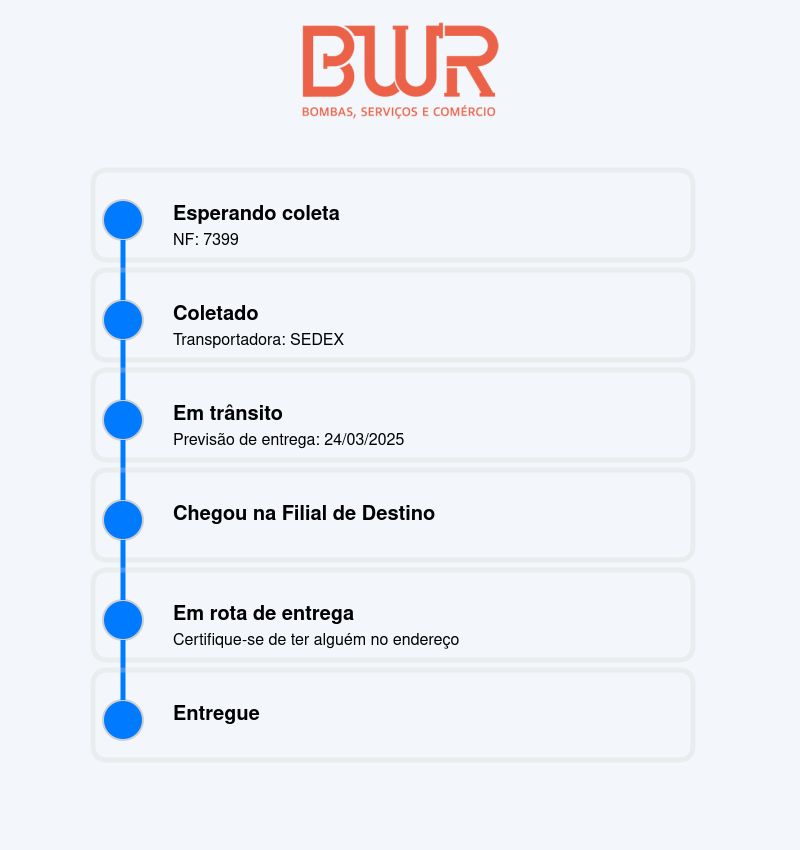 BWR
BOMBAS, SERVIÇOS E COMÉRCIO
Esperando coleta
NF: 7399
Coletado
Transportadora: SEDEX
Em trânsito
Previsão de entrega: 24/03/2025
Chegou na Filial de Destino
Em rota de entrega
Certifique-se de ter alguém no endereço
Entregue